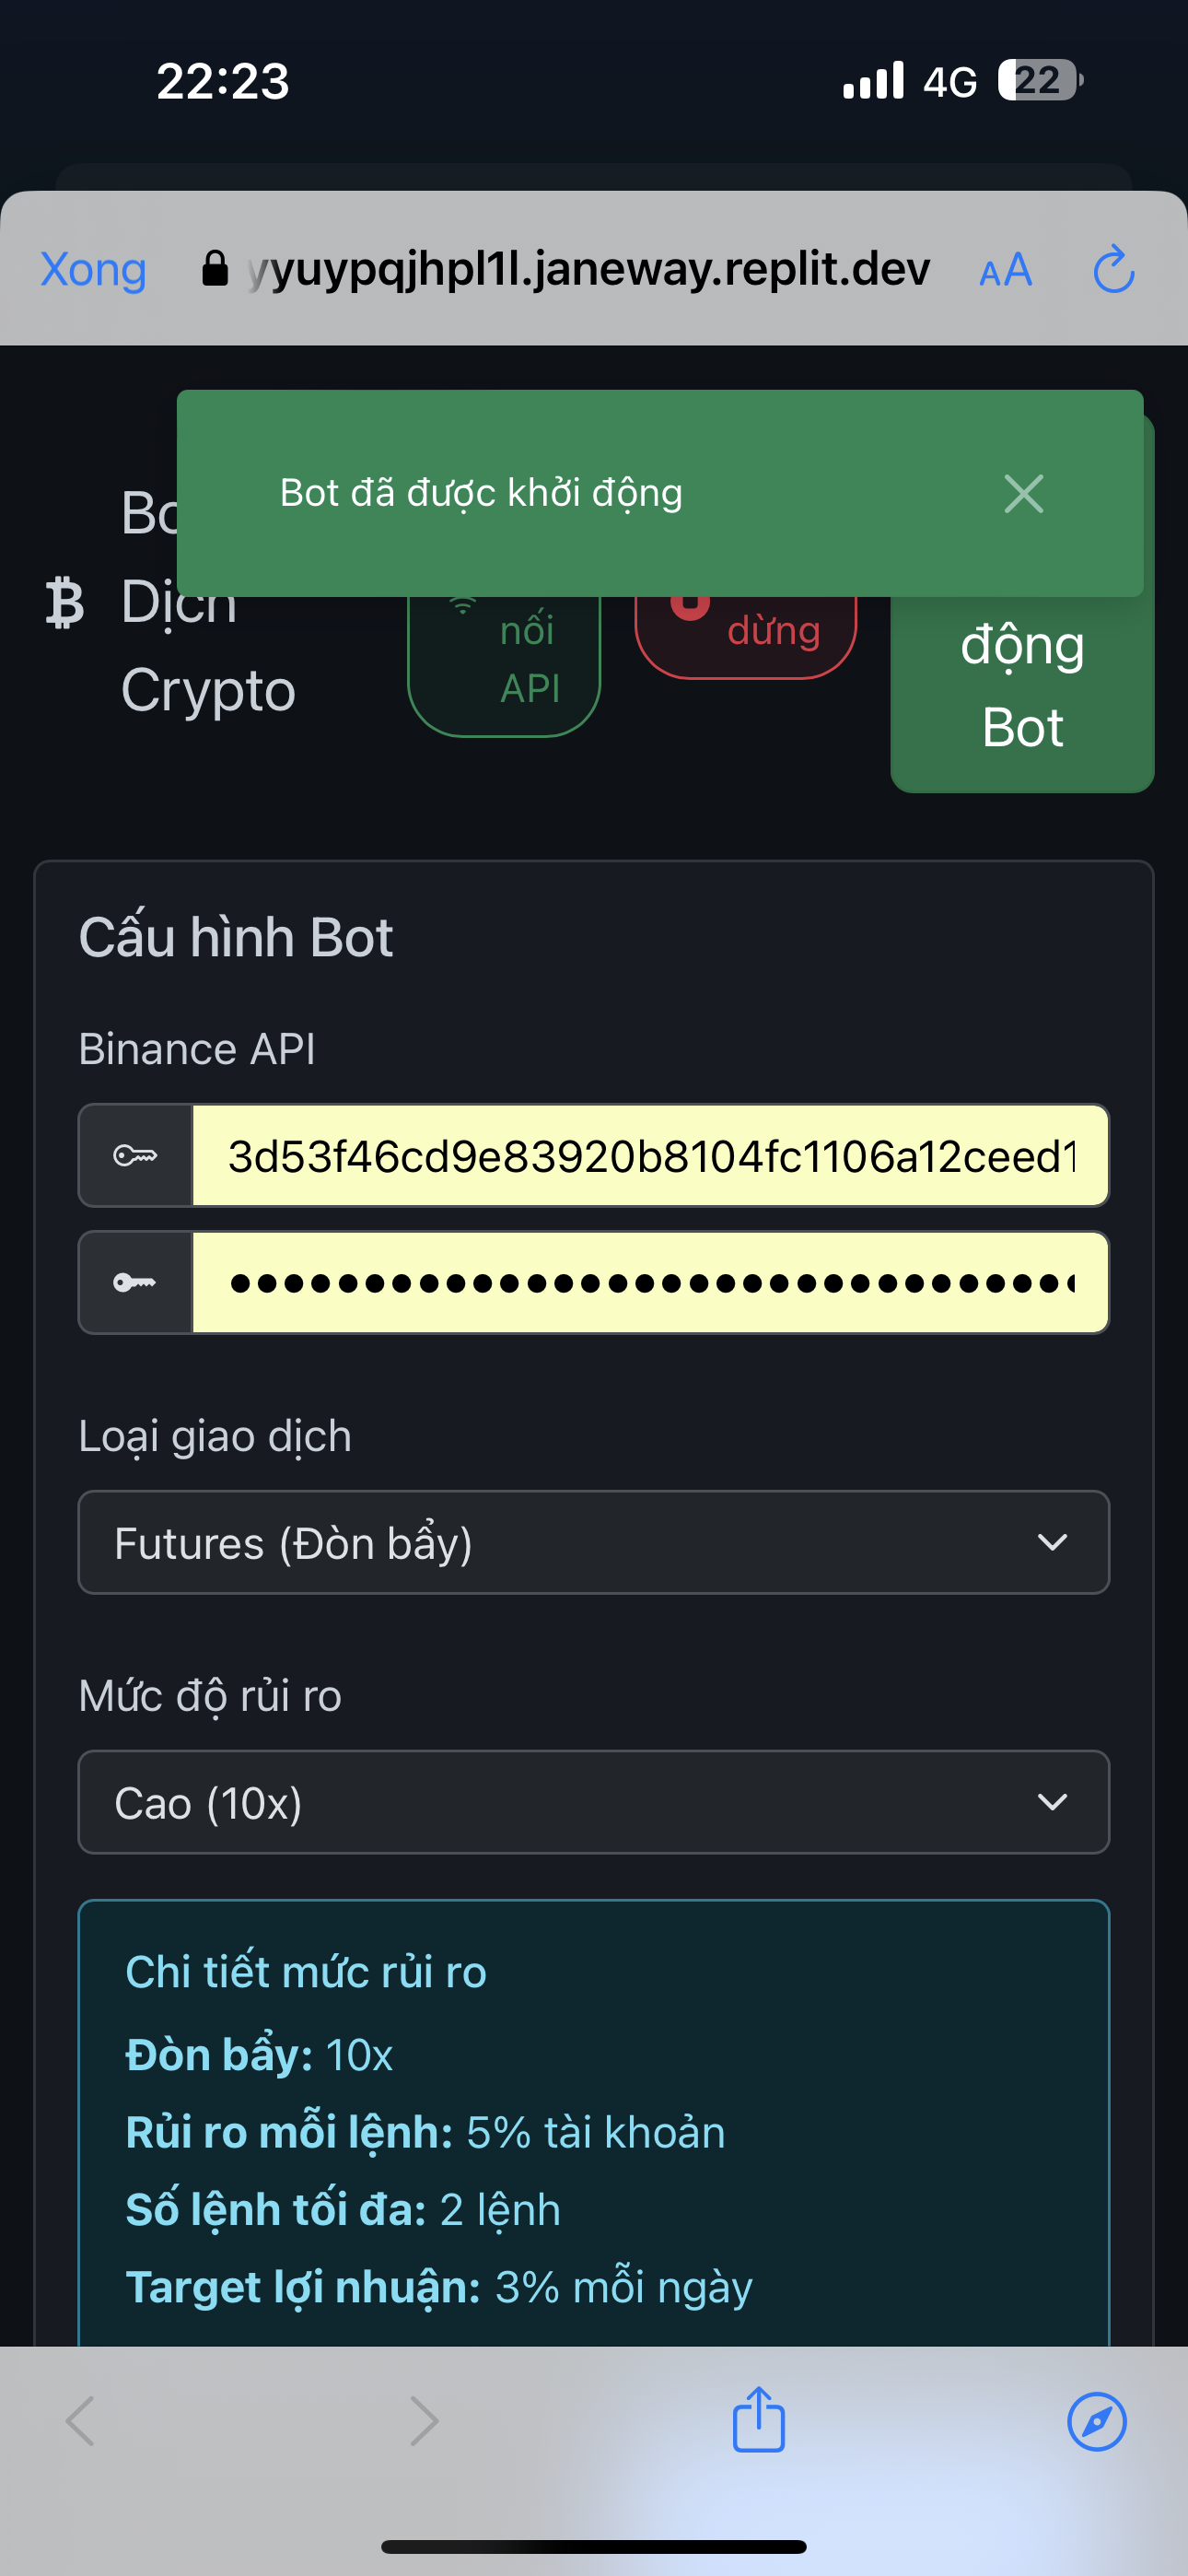 22:23
4G
22
Xong
yyuypqjhpl1l.janeway.replit.dev
AA
Bot đã được khởi động
Dịch
Crypto
nối
API
dừng
động
Bot
Cấu hình Bot
Binance API
3d53f46cd9e83920b8104fc1106a12ceed1
Loại giao dịch
Futures (Đòn bẩy)
Mức độ rủi ro
Cao (10x)
Chi tiết mức rủi ro
Đòn bẩy: 10x
Rủi ro mỗi lệnh: 5% tài khoản
Số lệnh tối đa: 2 lệnh
Target lợi nhuận: 3% mỗi ngày